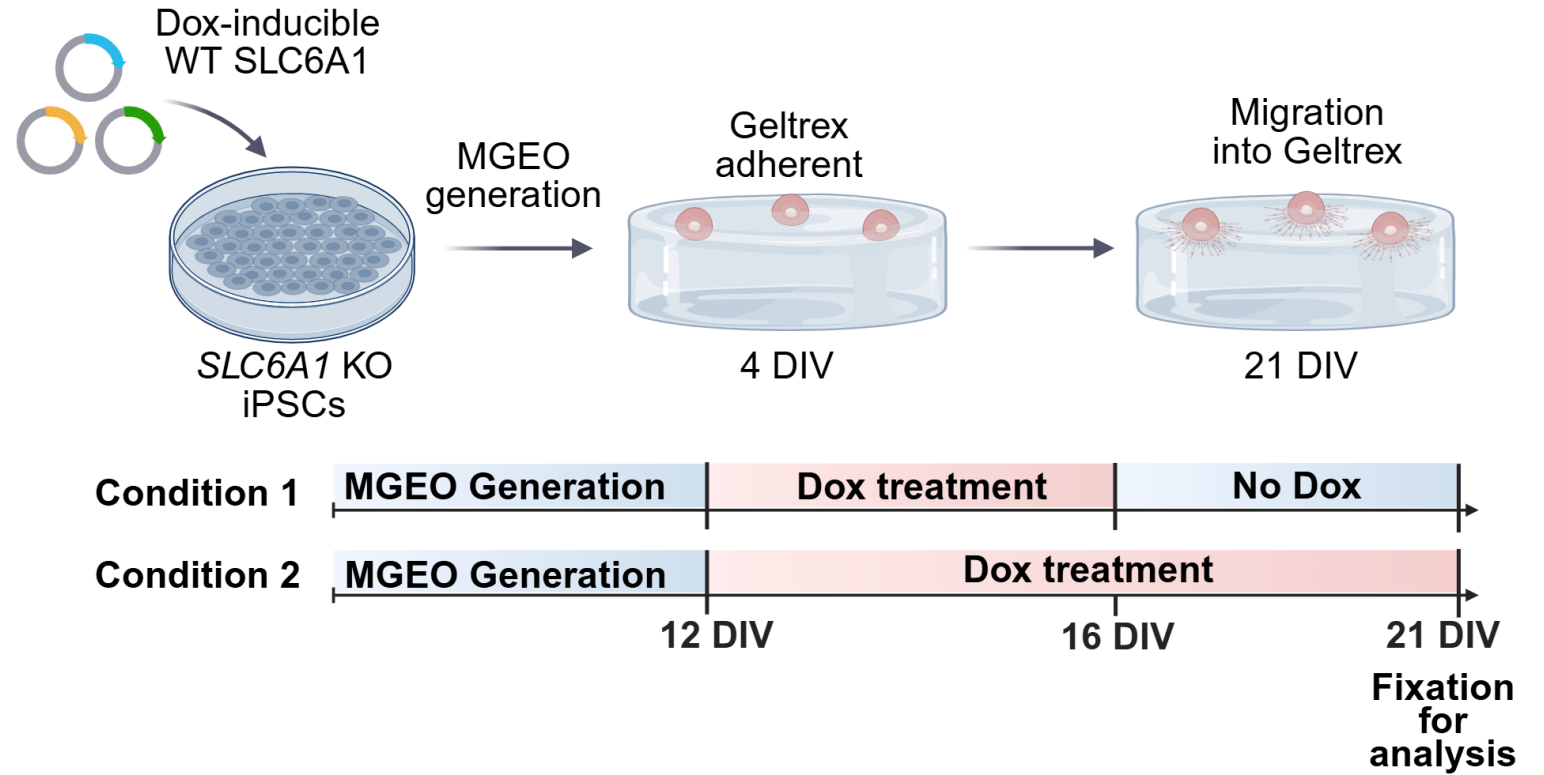 Dox-inducible
WT SLC6A1
MGEO
generation
Geltrex
adherent
Migration
into Geltrex
SLC6A1 KO
iPSCs
4 DIV
21 DIV
Condition 1
MGEO Generation
Dox treatment
No Dox
Condition 2
MGEO Generation
Dox treatment
12 DIV
16 DIV
21 DIV
Fixation
for
analysis